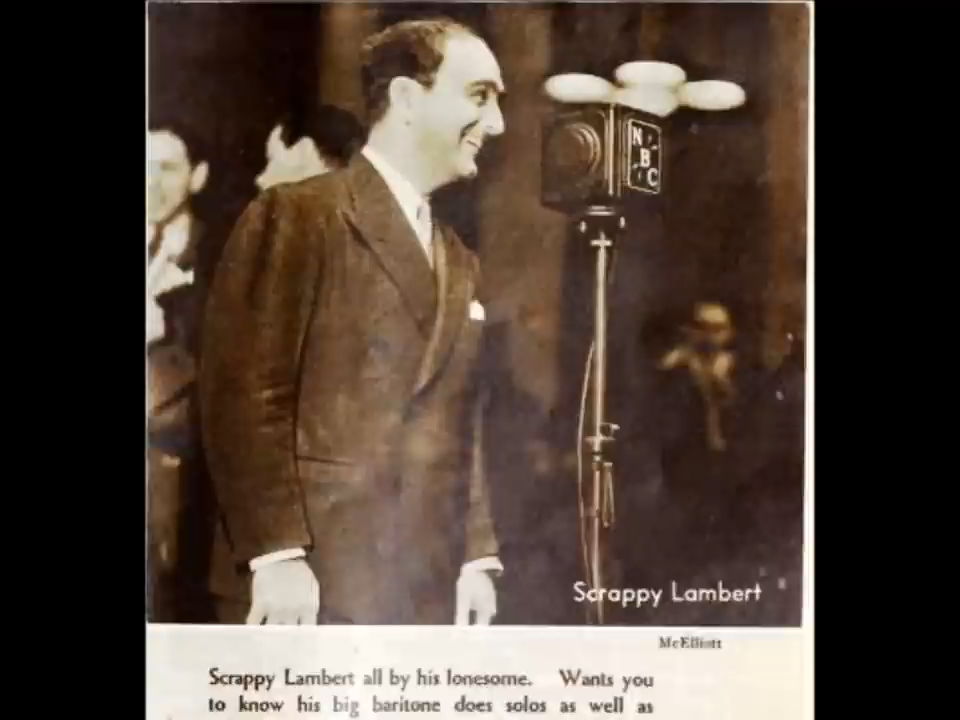 NBC
Scrappy Lambert
McElliott
Scrappy Lambert all by his lonesome. Wants you
to know his big baritone does solos as well as